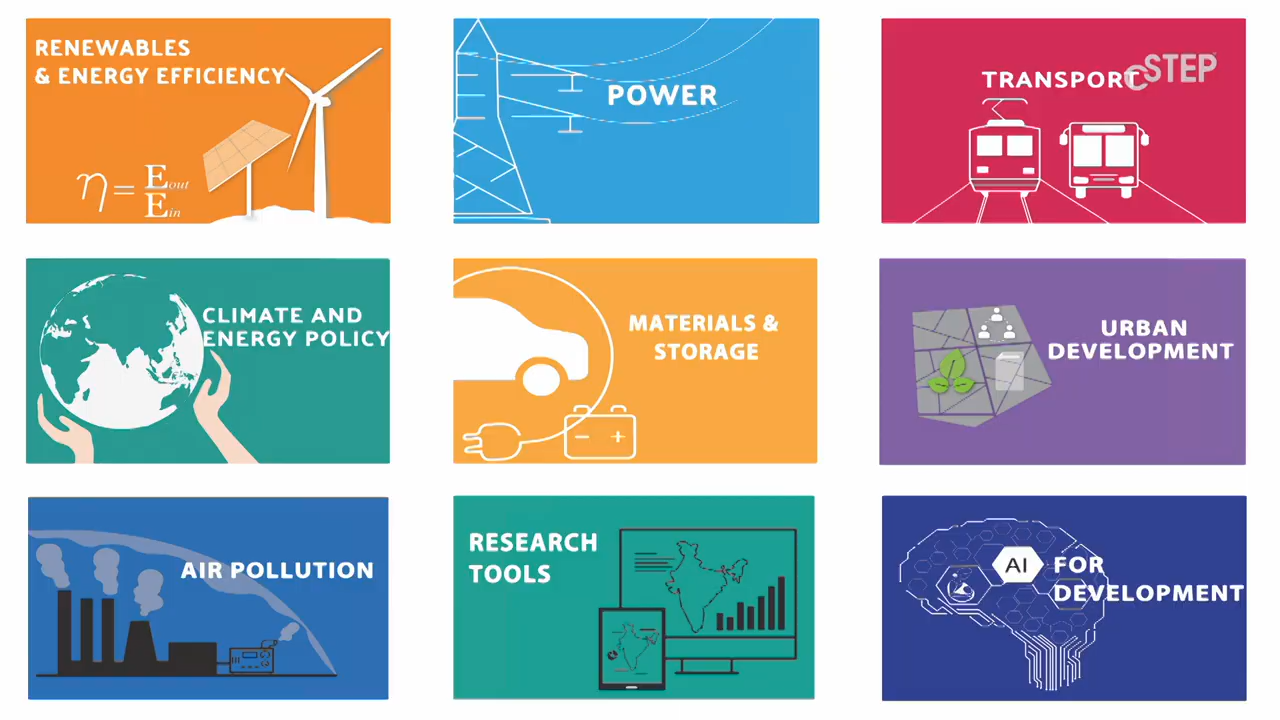 RENEWABLES
& ENERGY EFFICIENCY
η = Eout
Ein
POWER
TRANSPORT
cSTEP
CLIMATE AND
ENERGY POLICY
MATERIALS &
STORAGE
− +
URBAN
DEVELOPMENT
AIR POLLUTION
RESEARCH
TOOLS
AI FOR
DEVELOPMENT